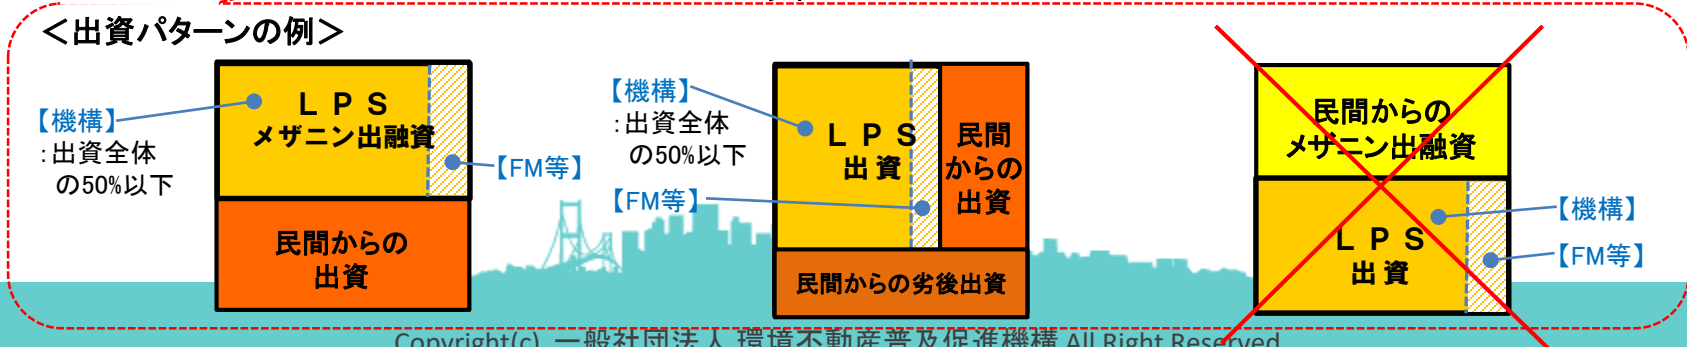 ＜出資パターンの例＞
【機構】
：出資全体
の50%以下
ＬＰＳ
メザニン出融資
【FM等】
民間からの
出資
【機構】
：出資全体
の50%以下
【FM等】
ＬＰＳ
出資
民間
からの
出資
民間からの劣後出資
民間からの
メザニン出融資
ＬＰＳ
出資
【機構】
【FM等】
Copyright(c) 一般社団法人 環境不動産普及促進機構 All Right Reserved